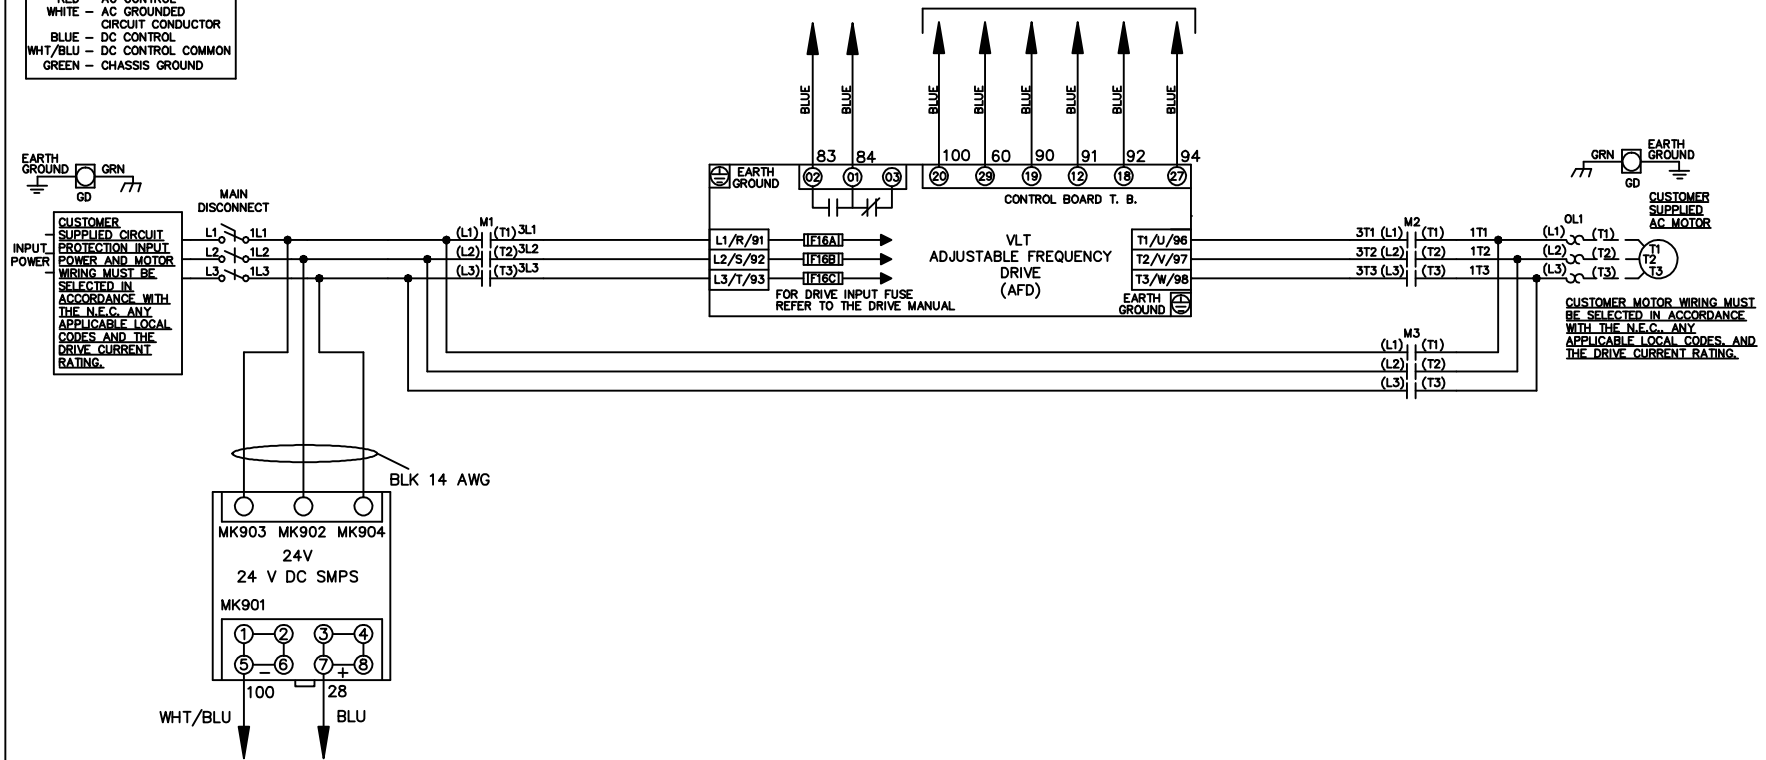 WHITE – AC GROUNDED
CIRCUIT CONDUCTOR
BLUE – DC CONTROL
WHT/BLU – DC CONTROL COMMON
GREEN – CHASSIS GROUND
BLUE
BLUE
BLUE
BLUE
BLUE
BLUE
BLUE
BLUE
83
84
100
60
90
91
92
94
EARTH
GROUND
02
01
03
20
29
19
12
18
27
CONTROL BOARD T. B.
EARTH
GROUND
GRN
GD
MAIN
DISCONNECT
INPUT
POWER
CUSTOMER
SUPPLIED CIRCUIT
PROTECTION INPUT
POWER AND MOTOR
WIRING MUST BE
SELECTED IN
ACCORDANCE WITH
THE N.E.C. ANY
APPLICABLE LOCAL
CODES AND THE
DRIVE CURRENT
RATING.
L1 1L1
L2 1L2
L3 1L3
M1
(L1) (T1) 3L1
(L2) (T2) 3L2
(L3) (T3) 3L3
L1/R/91
L2/S/92
L3/T/93
F16A
F16B
F16C
FOR DRIVE INPUT FUSE
REFER TO THE DRIVE MANUAL
VLT
ADJUSTABLE FREQUENCY
DRIVE
(AFD)
T1/U/96
T2/V/97
T3/W/98
EARTH
GROUND
M2
3T1 (L1) (T1) 1T1
3T2 (L2) (T2) 1T2
3T3 (L3) (T3) 1T3
M3
(L1) (T1)
(L2) (T2)
(L3) (T3)
OL1
(L1) (T1)
(L2) (T2)
(L3) (T3)
T1
T2
T3
GRN
EARTH
GROUND
GD
CUSTOMER
SUPPLIED
AC MOTOR
CUSTOMER MOTOR WIRING MUST
BE SELECTED IN ACCORDANCE
WITH THE N.E.C., ANY
APPLICABLE LOCAL CODES, AND
THE DRIVE CURRENT RATING.
BLK 14 AWG
MK903 MK902 MK904
24V
24 V DC SMPS
MK901
1 2 3 4
5 – 6 7 + 8
100
28
WHT/BLU
BLU